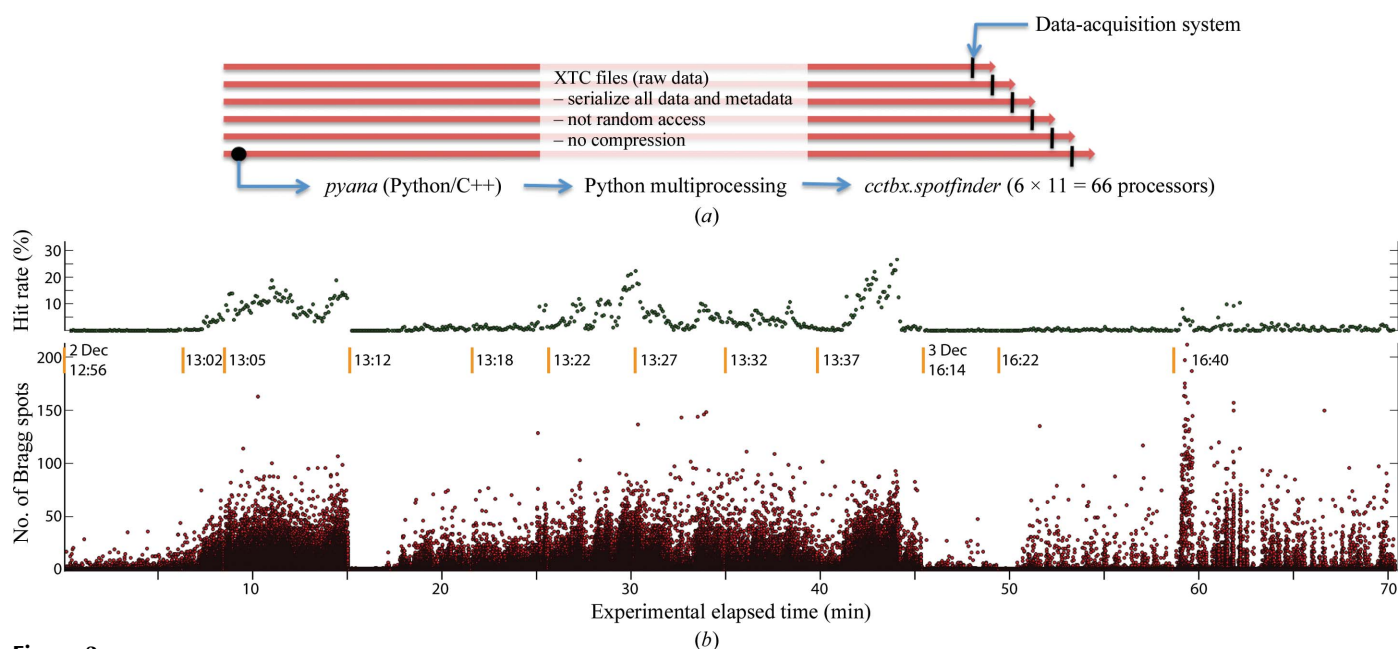 Data-acquisition system
XTC files (raw data)
– serialize all data and metadata
– not random access
– no compression
pyana (Python/C++) Python multiprocessing cctbx.spotfinder (6 × 11 = 66 processors)
(a)
Hit rate (%)
30
20
10
2 Dec
12:56
13:02
13:05
13:12
13:18
13:22
13:27
13:32
13:37
3 Dec
16:14
16:22
16:40
No. of Bragg spots
200
150
100
50
0
10 20 30 40 50 60 70
Experimental elapsed time (min)
(b)